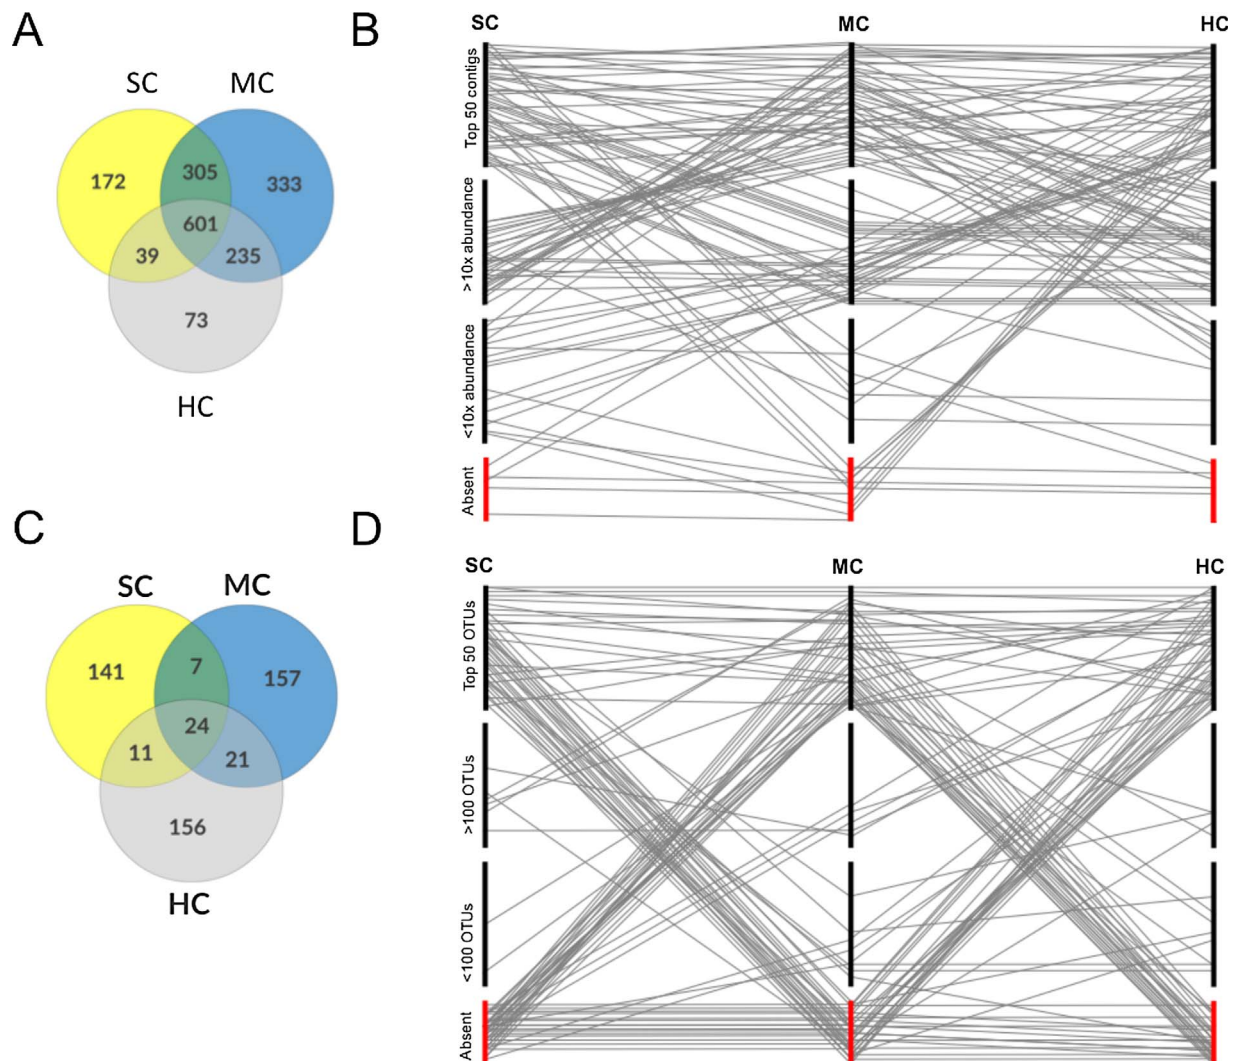 A
SC MC
172
305
333
601
39
235
73
HC
B
SC MC HC
Top 50 contigs
>10x abundance
<10x abundance
Absent
C
SC MC
141
7
157
24
11
21
156
HC
D
SC MC HC
Top 50 OTUs
>100 OTUs
<100 OTUs
Absent